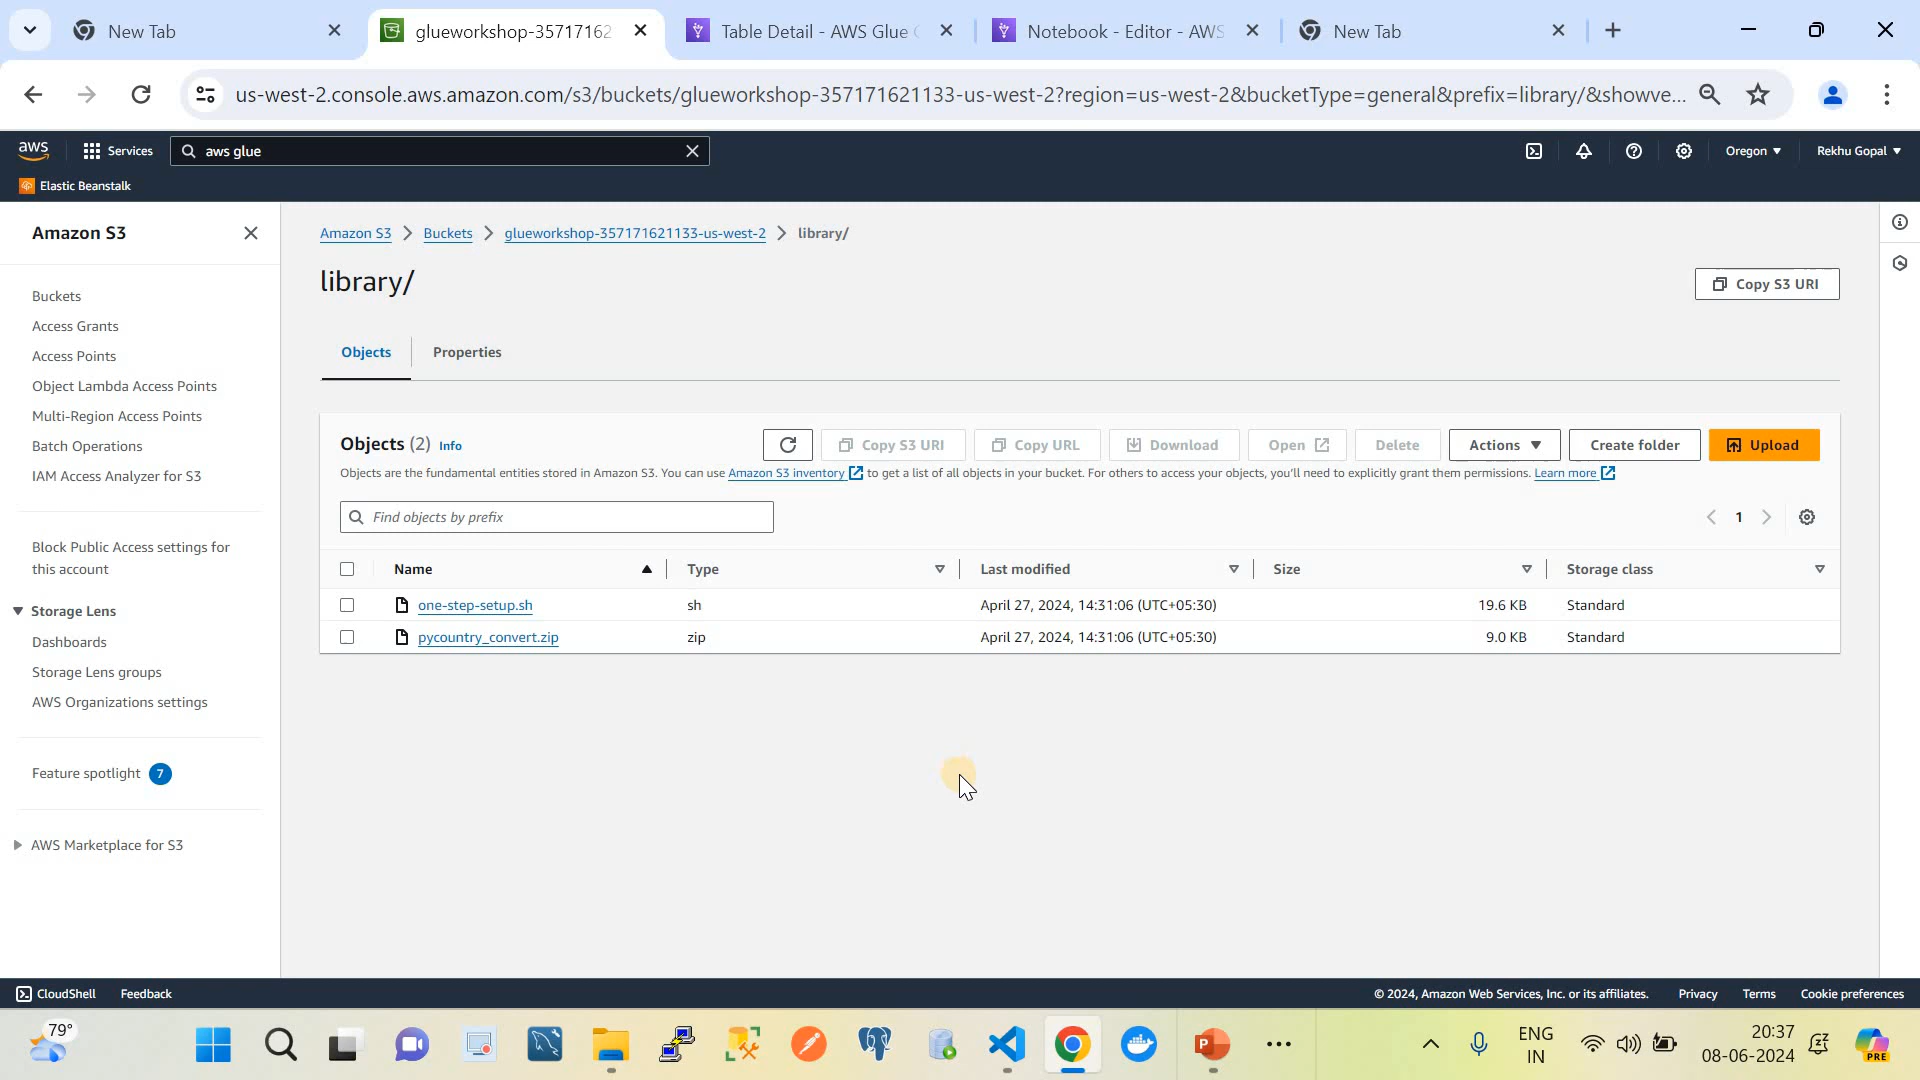 New Tab
glueworkshop-35717162
Table Detail - AWS Glue
Notebook - Editor - AWS
New Tab
us-west-2.console.aws.amazon.com/s3/buckets/glueworkshop-357171621133-us-west-2?region=us-west-2&bucketType=general&prefix=library/&showve...
aws
Services
aws glue
Oregon
Rekhu Gopal
Elastic Beanstalk
Amazon S3
Buckets
Access Grants
Access Points
Object Lambda Access Points
Multi-Region Access Points
Batch Operations
IAM Access Analyzer for S3
Block Public Access settings for
this account
Storage Lens
Dashboards
Storage Lens groups
AWS Organizations settings
Feature spotlight 7
AWS Marketplace for S3
Amazon S3 > Buckets > glueworkshop-357171621133-us-west-2 > library/
library/
Copy S3 URI
Objects
Properties
Objects (2) Info
Copy S3 URI
Copy URL
Download
Open
Delete
Actions
Create folder
Upload
Objects are the fundamental entities stored in Amazon S3. You can use Amazon S3 inventory to get a list of all objects in your bucket. For others to access your objects, you'll need to explicitly grant them permissions. Learn more
Find objects by prefix
1
Name Type Last modified Size Storage class
one-step-setup.sh sh April 27, 2024, 14:31:06 (UTC+05:30) 19.6 KB Standard
pycountry_convert.zip zip April 27, 2024, 14:31:06 (UTC+05:30) 9.0 KB Standard
CloudShell
Feedback
© 2024, Amazon Web Services, Inc. or its affiliates.
Privacy
Terms
Cookie preferences
79°
ENG
IN
20:37
08-06-2024
PRE